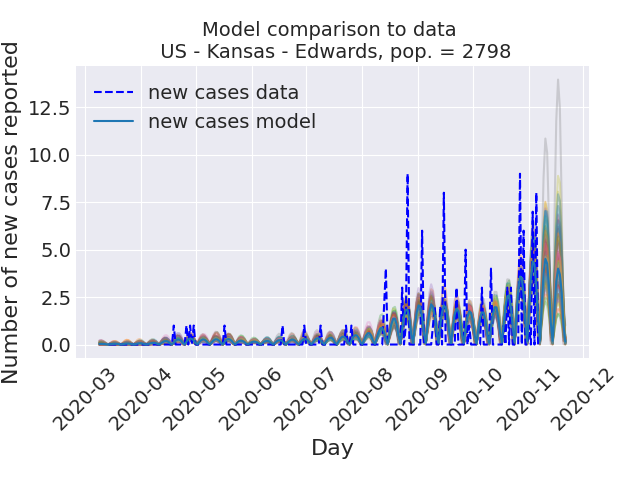 Model comparison to data
US - Kansas - Edwards, pop. = 2798
Number of new cases reported
12.5
10.0
7.5
5.0
2.5
0.0
new cases data
new cases model
2020-03
2020-04
2020-05
2020-06
2020-07
2020-08
2020-09
2020-10
2020-11
2020-12
Day